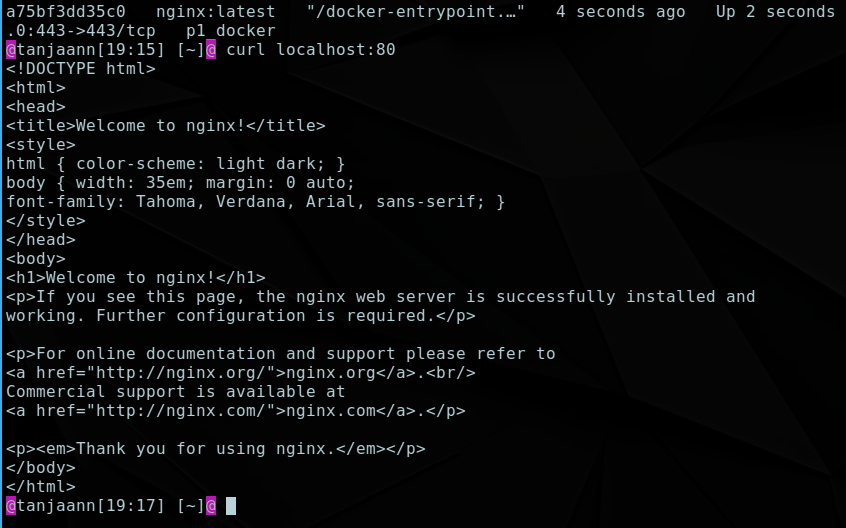 a75bf3dd35c0   nginx:latest   "/docker-entrypoint.…"   4 seconds ago   Up 2 seconds
.0:443->443/tcp   p1_docker
@tanjaann[19:15] [~]@ curl localhost:80
<!DOCTYPE html>
<html>
<head>
<title>Welcome to nginx!</title>
<style>
html { color-scheme: light dark; }
body { width: 35em; margin: 0 auto;
font-family: Tahoma, Verdana, Arial, sans-serif; }
</style>
</head>
<body>
<h1>Welcome to nginx!</h1>
<p>If you see this page, the nginx web server is successfully installed and
working. Further configuration is required.</p>

<p>For online documentation and support please refer to
<a href="http://nginx.org/">nginx.org</a>.<br/>
Commercial support is available at
<a href="http://nginx.com/">nginx.com</a>.</p>

<p><em>Thank you for using nginx.</em></p>
</body>
</html>
@tanjaann[19:17] [~]@